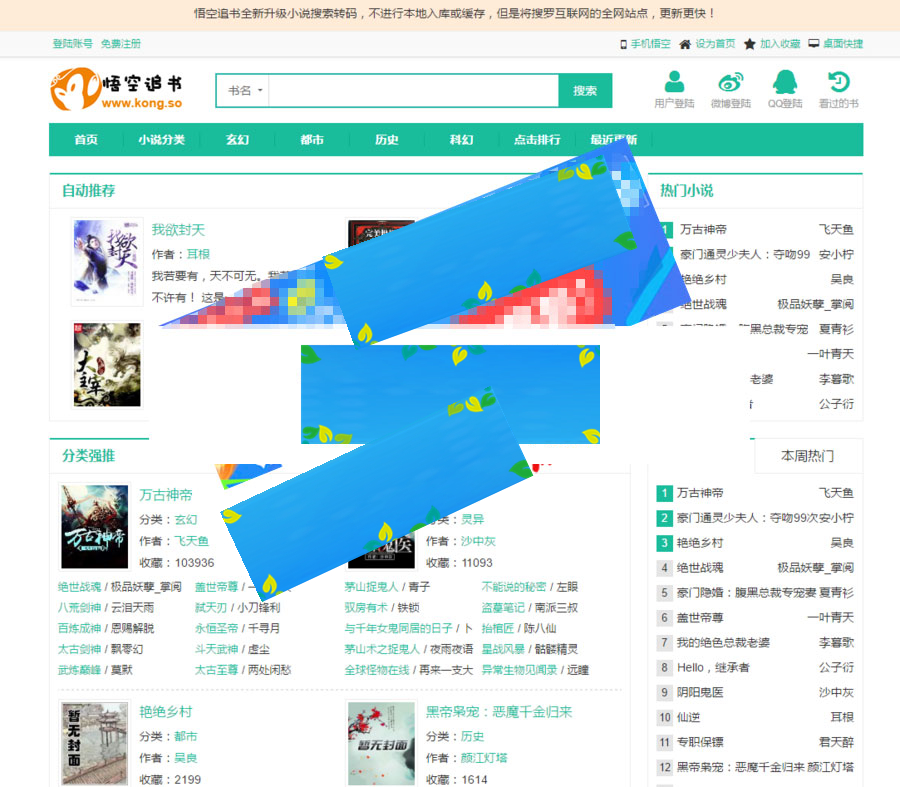 悟空追书全新升级小说搜索转码，不进行本地入库或缓存，但是将搜罗互联网的全网站点，更新更快！
登陆账号 免费注册
手机悟空 设为首页 加入收藏 桌面快捷
悟空追书
www.kong.so
书名
搜索
用户登陆 微博登陆 QQ登陆 看过的书
首页 小说分类 玄幻 都市 历史 科幻 点击排行 最近更新
自动推荐
我欲封天
作者：耳根
我若要有，天不可无。我
不许有！ 这是
大主宰
热门小说
1 万古神帝 飞天鱼
豪门通灵少夫人：夺吻99 安小柠
艳绝乡村 吴良
绝世战魂 极品妖孽_掌阅
黑总裁专宠 夏青衫
一叶青天
老婆 李暮歌
公子衍
分类强推
万古神帝
分类：玄幻
作者：飞天鱼
收藏：103936
分类：灵异
作者：沙中灰
收藏：11093
绝世战魂 / 极品妖孽_掌阅 盖世帝尊 / 一
茅山捉鬼人 / 青子 不能说的秘密 / 左眼
八荒剑神 / 云泪天雨 弑天刃 / 小刀锋利
驭房有术 / 铁锁 盗墓笔记 / 南派三叔
百炼成神 / 恩赐解脱 永恒圣帝 / 千寻月
与千年女鬼同居的日子 / 卜 抬棺匠 / 陈八仙
太古剑神 / 飘零幻 斗天武神 / 虚尘
茅山术之捉鬼人 / 夜雨夜语 星战风暴 / 骷髅精灵
武炼巅峰 / 莫默 太古至尊 / 两处闲愁
全球怪物在线 / 再来一支大 异常生物见闻录 / 远瞳
暂无封面
艳绝乡村
分类：都市
作者：吴良
收藏：2199
暂无封面
黑帝枭宠：恶魔千金归来
分类：历史
作者：颜江灯塔
收藏：1614
本周热门
1 万古神帝 飞天鱼
2 豪门通灵少夫人：夺吻99次 安小柠
3 艳绝乡村 吴良
4 绝世战魂 极品妖孽_掌阅
5 豪门隐婚：腹黑总裁专宠妻 夏青衫
6 盖世帝尊 一叶青天
7 我的绝色总裁老婆 李暮歌
8 Hello，继承者 公子衍
9 阴阳鬼医 沙中灰
10 仙逆 耳根
11 专职保镖 君天醉
12 黑帝枭宠：恶魔千金归来 颜江灯塔